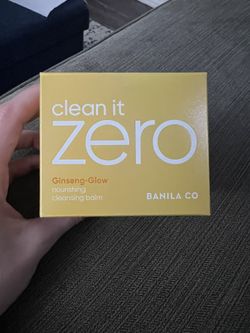 clean it
zero
Ginseng-Glow
nourishing
cleansing balm
BANILA CO